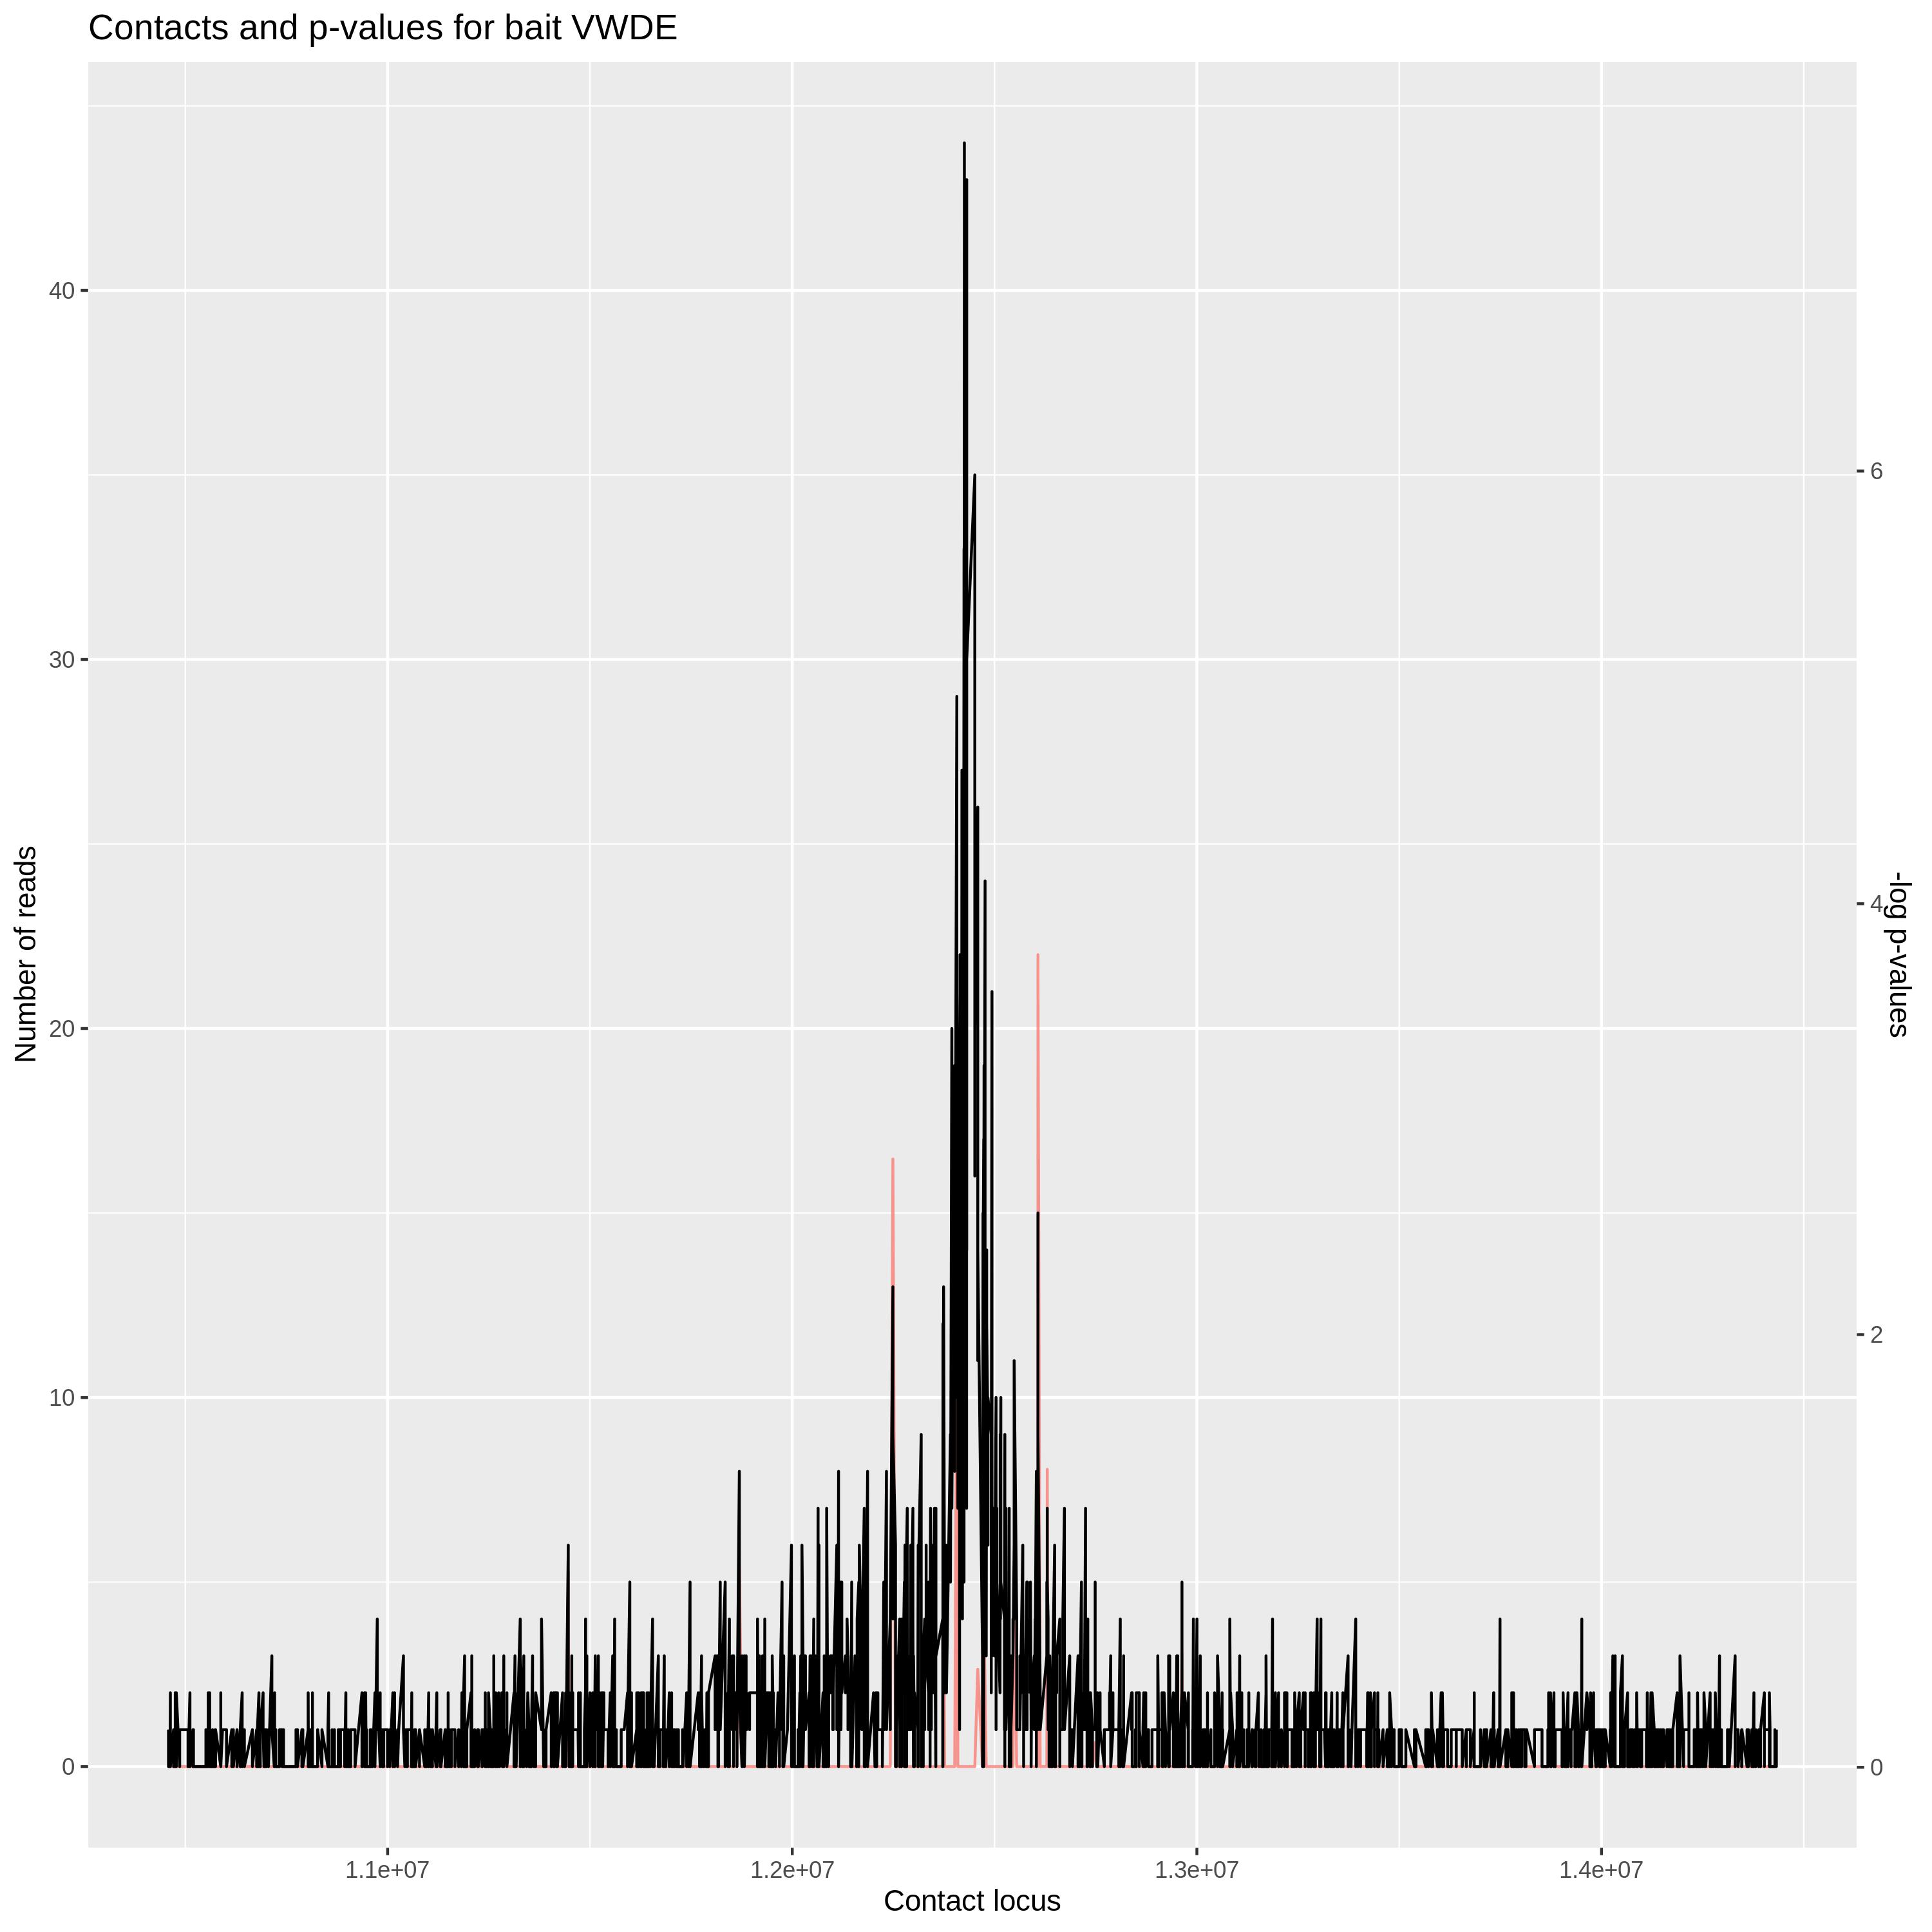 Contacts and p-values for bait VWDE
Number of reads
40
30
20
10
0
6
4
2
0
-log p-values
1.1e+07 1.2e+07 1.3e+07 1.4e+07
Contact locus